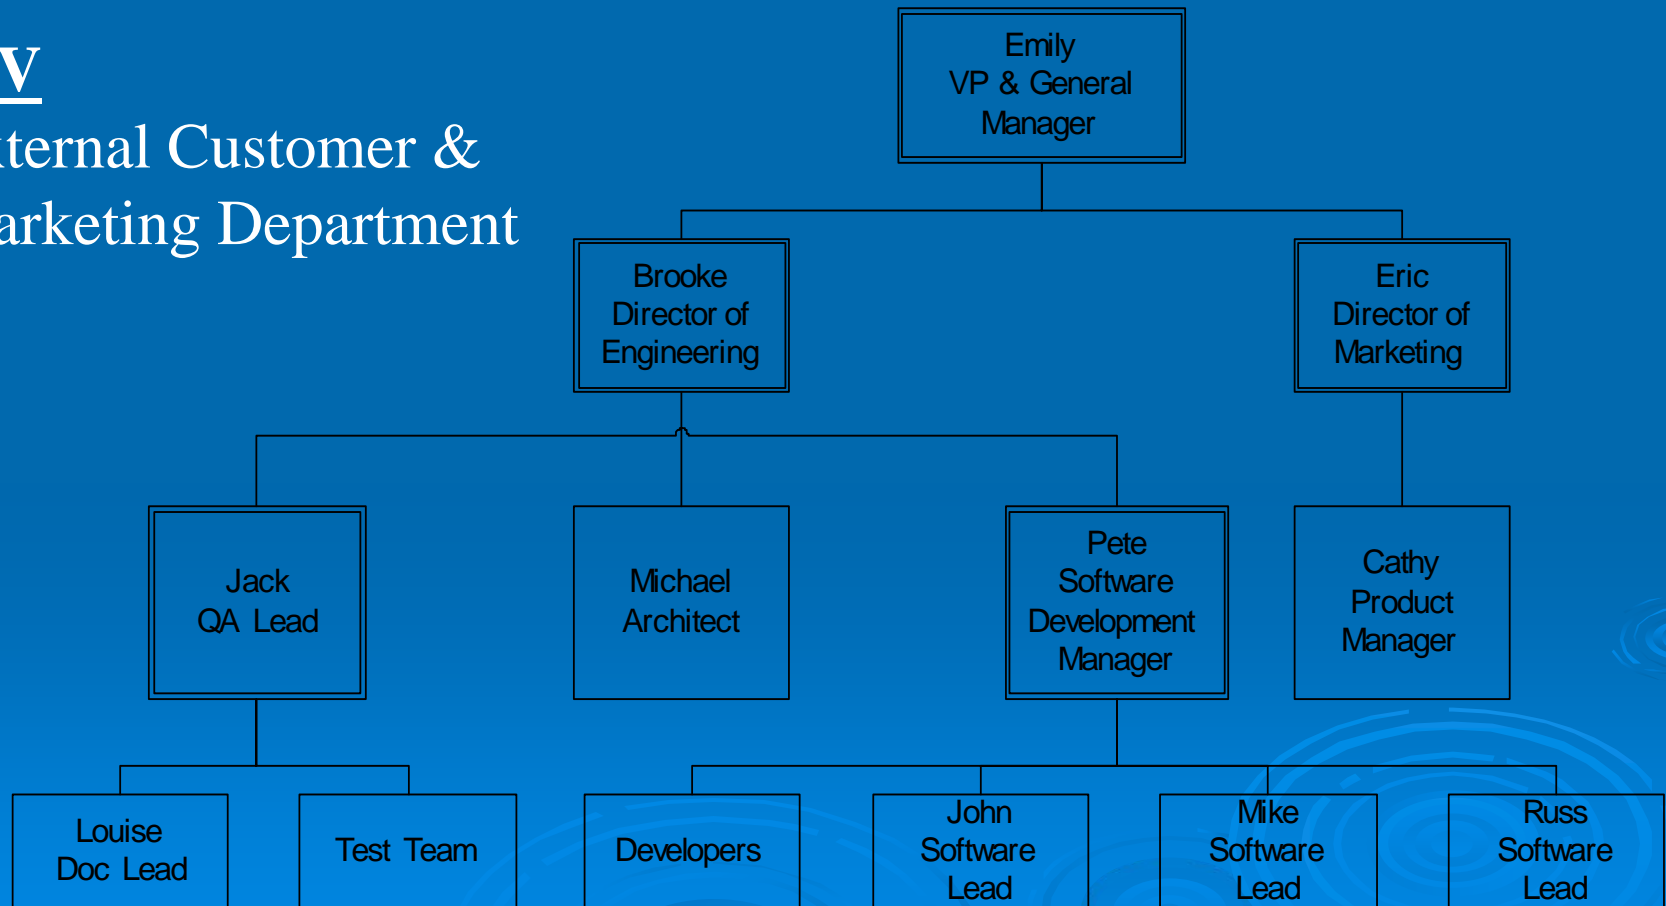 v
xternal Customer &
arketing Department
Emily
VP & General
Manager
Brooke
Director of
Engineering
Eric
Director of
Marketing
Jack
QA Lead
Michael
Architect
Pete
Software
Development
Manager
Cathy
Product
Manager
Louise
Doc Lead
Test Team
Developers
John
Software
Lead
Mike
Software
Lead
Russ
Software
Lead